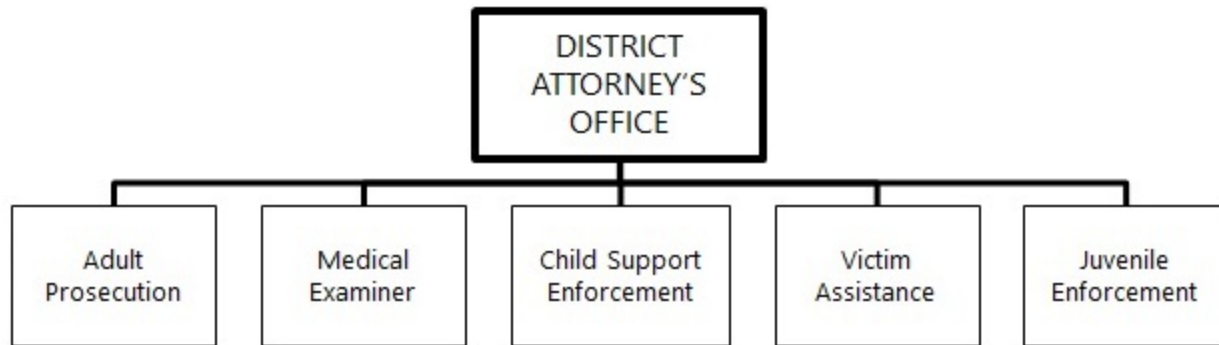 DISTRICT
ATTORNEY’S
OFFICE
Adult
Prosecution
Medical
Examiner
Child Support
Enforcement
Victim
Assistance
Juvenile
Enforcement